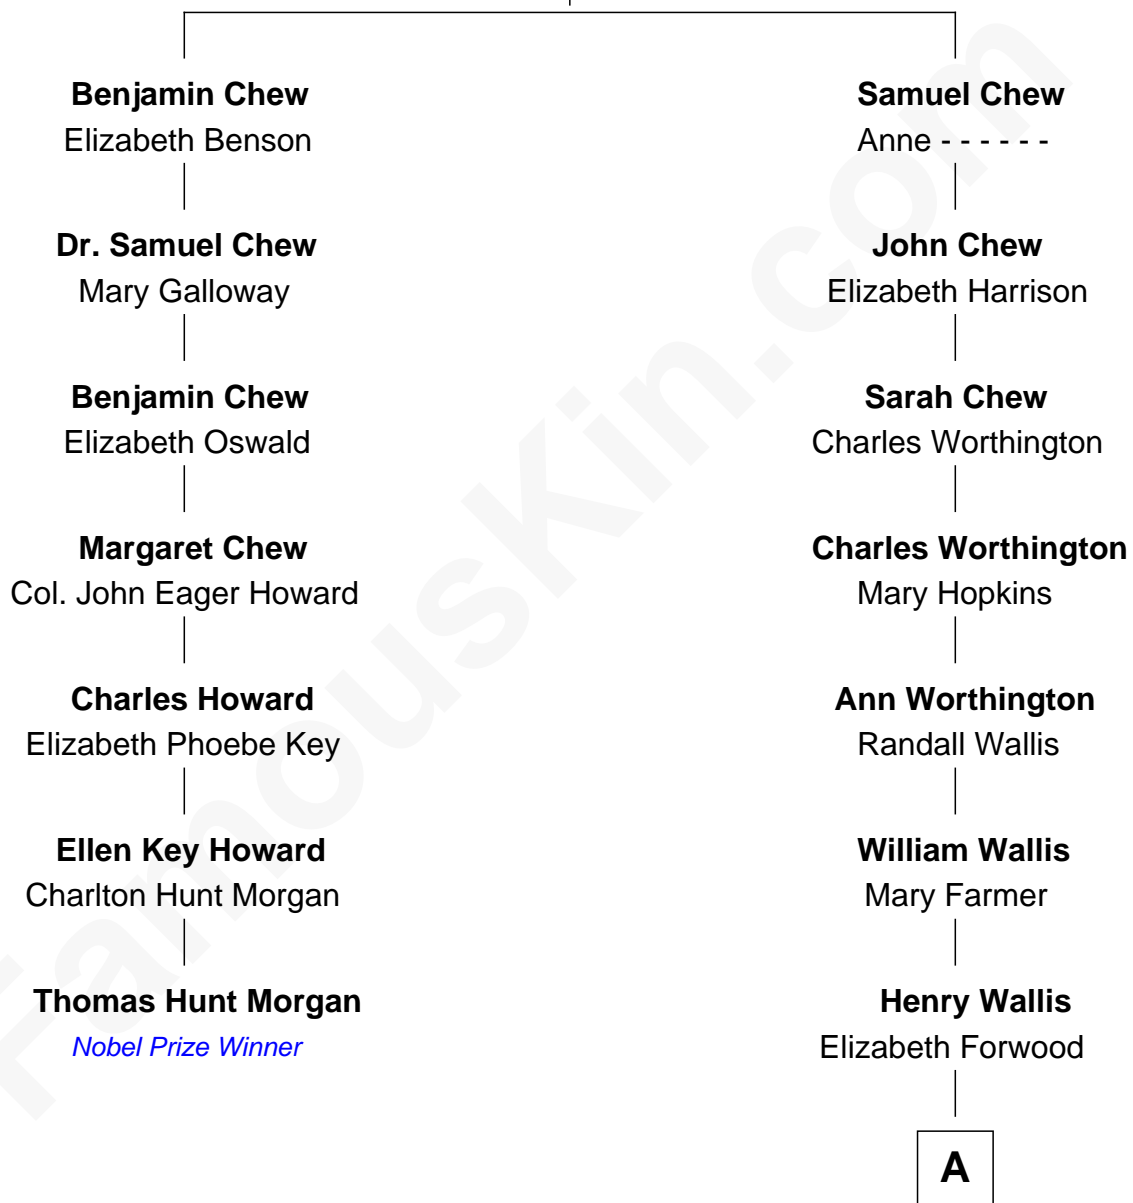 Benjamin Chew
Elizabeth Benson
Dr. Samuel Chew
Mary Galloway
Benjamin Chew
Elizabeth Oswald
Margaret Chew
Col. John Eager Howard
Charles Howard
Elizabeth Phoebe Key
Ellen Key Howard
Charlton Hunt Morgan
Thomas Hunt Morgan
Nobel Prize Winner
Samuel Chew
Anne - - - - - -
John Chew
Elizabeth Harrison
Sarah Chew
Charles Worthington
Charles Worthington
Mary Hopkins
Ann Worthington
Randall Wallis
William Wallis
Mary Farmer
Henry Wallis
Elizabeth Forwood
A
FamousKin.com